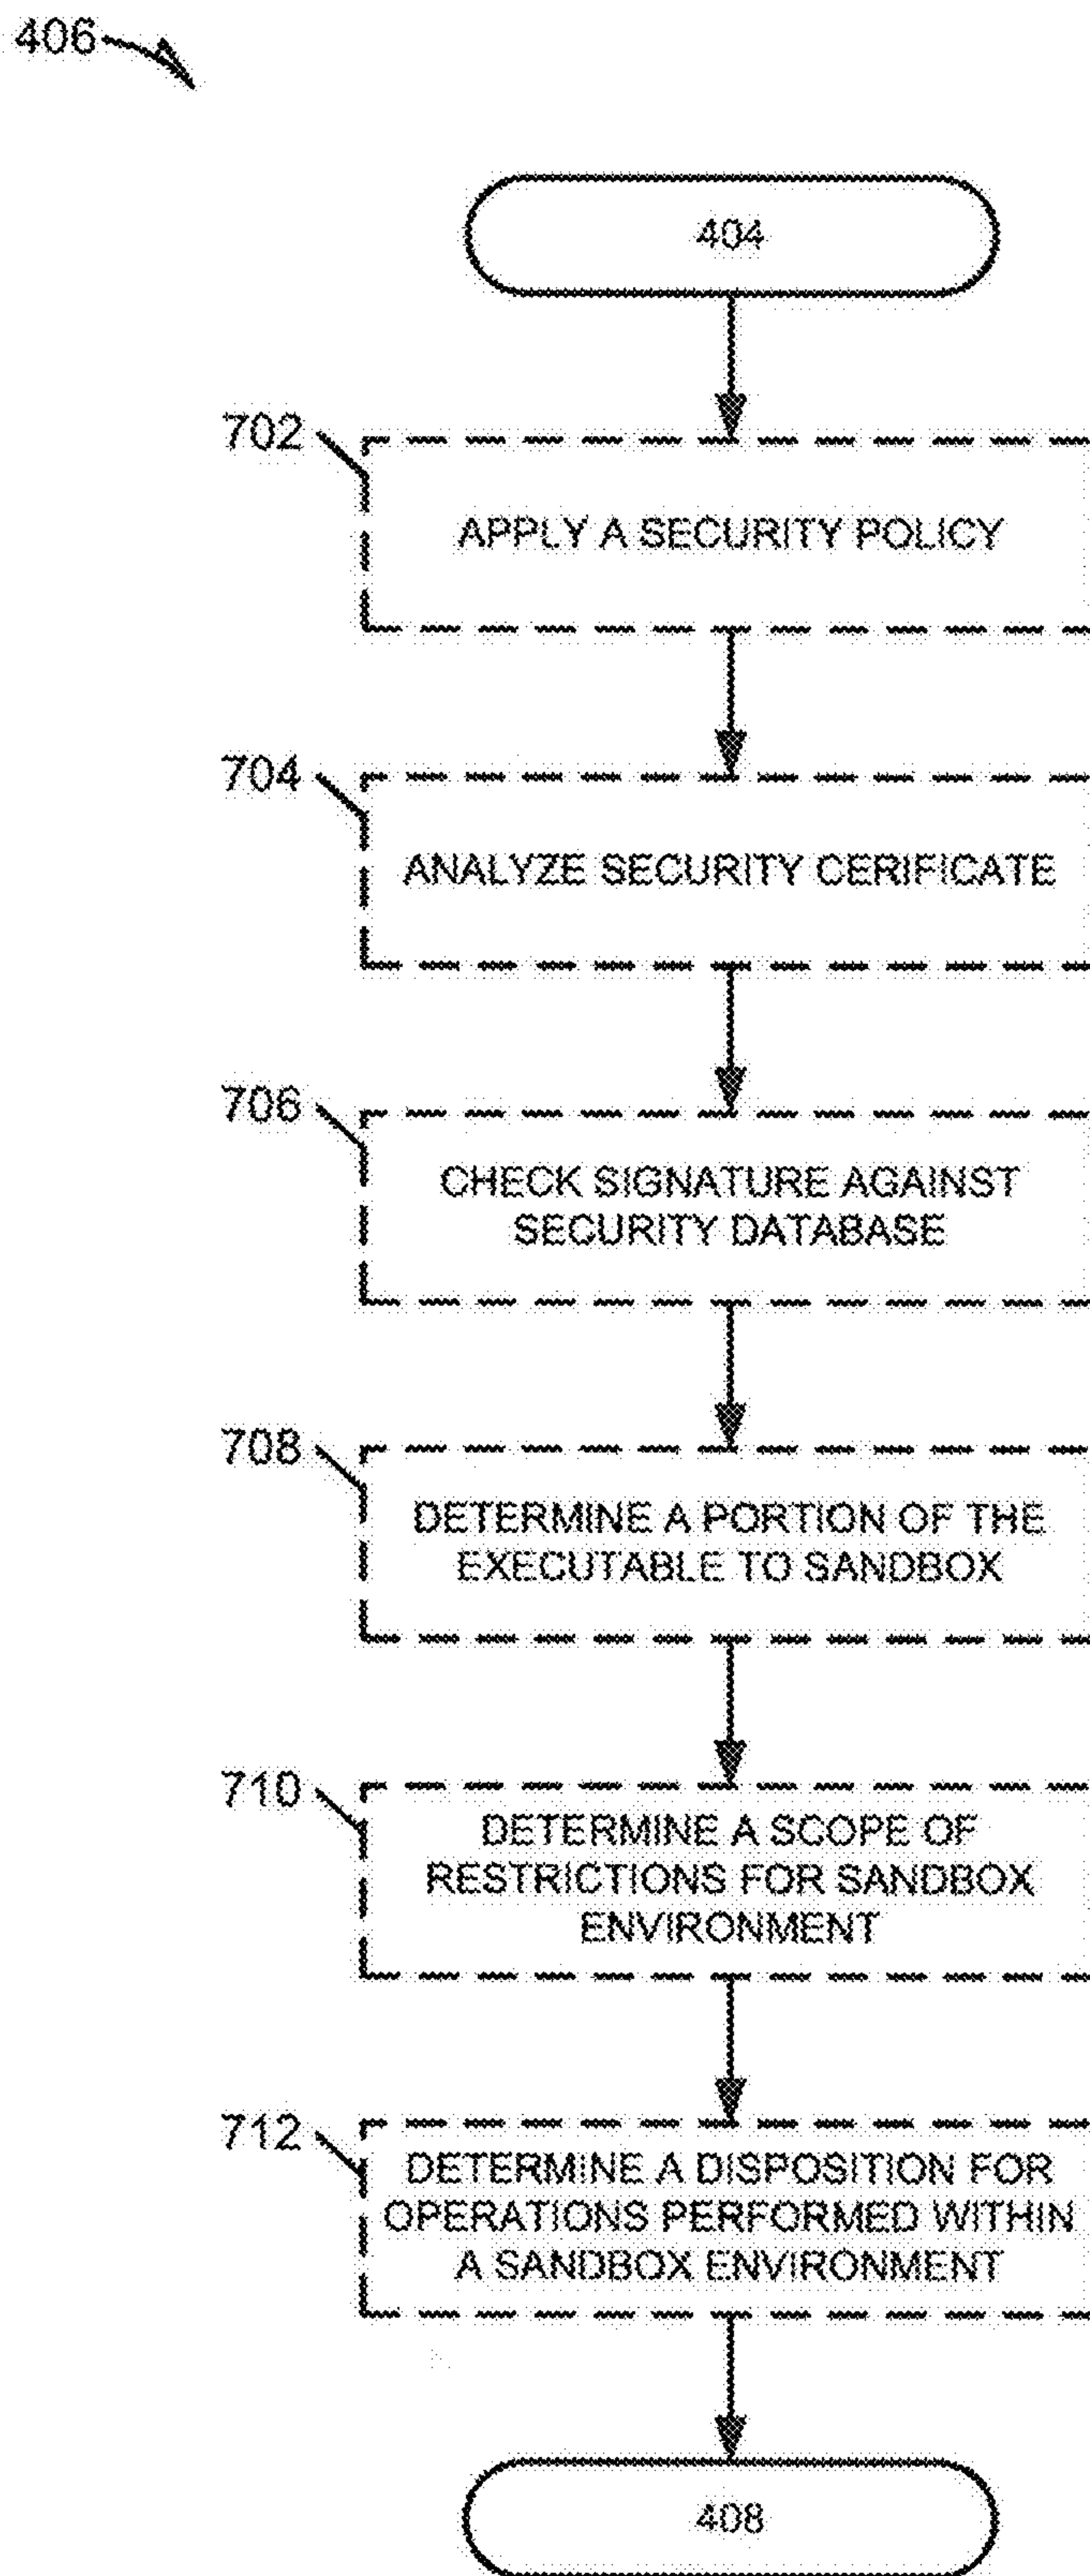 406
404
702
APPLY A SECURITY POLICY
704
ANALYZE SECURITY CERIFICATE
706
CHECK SIGNATURE AGAINST
SECURITY DATABASE
708
DETERMINE A PORTION OF THE
EXECUTABLE TO SANDBOX
710
DETERMINE A SCOPE OF
RESTRICTIONS FOR SANDBOX
ENVIRONMENT
712
DETERMINE A DISPOSITION FOR
OPERATIONS PERFORMED WITHIN
A SANDBOX ENVIRONMENT
408